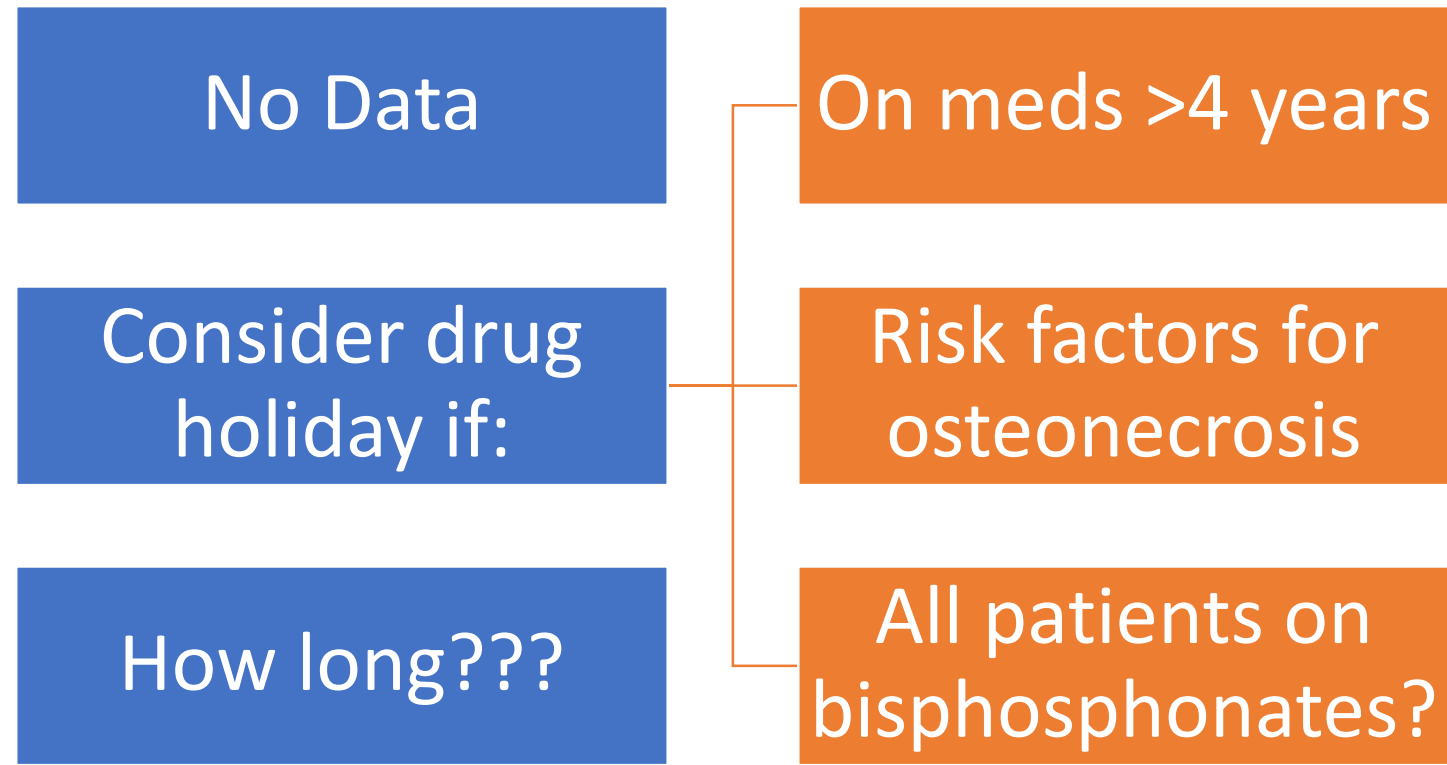 No Data
Consider drug
holiday if:
How long???
On meds >4 years
Risk factors for
osteonecrosis
All patients on
bisphosphonates?